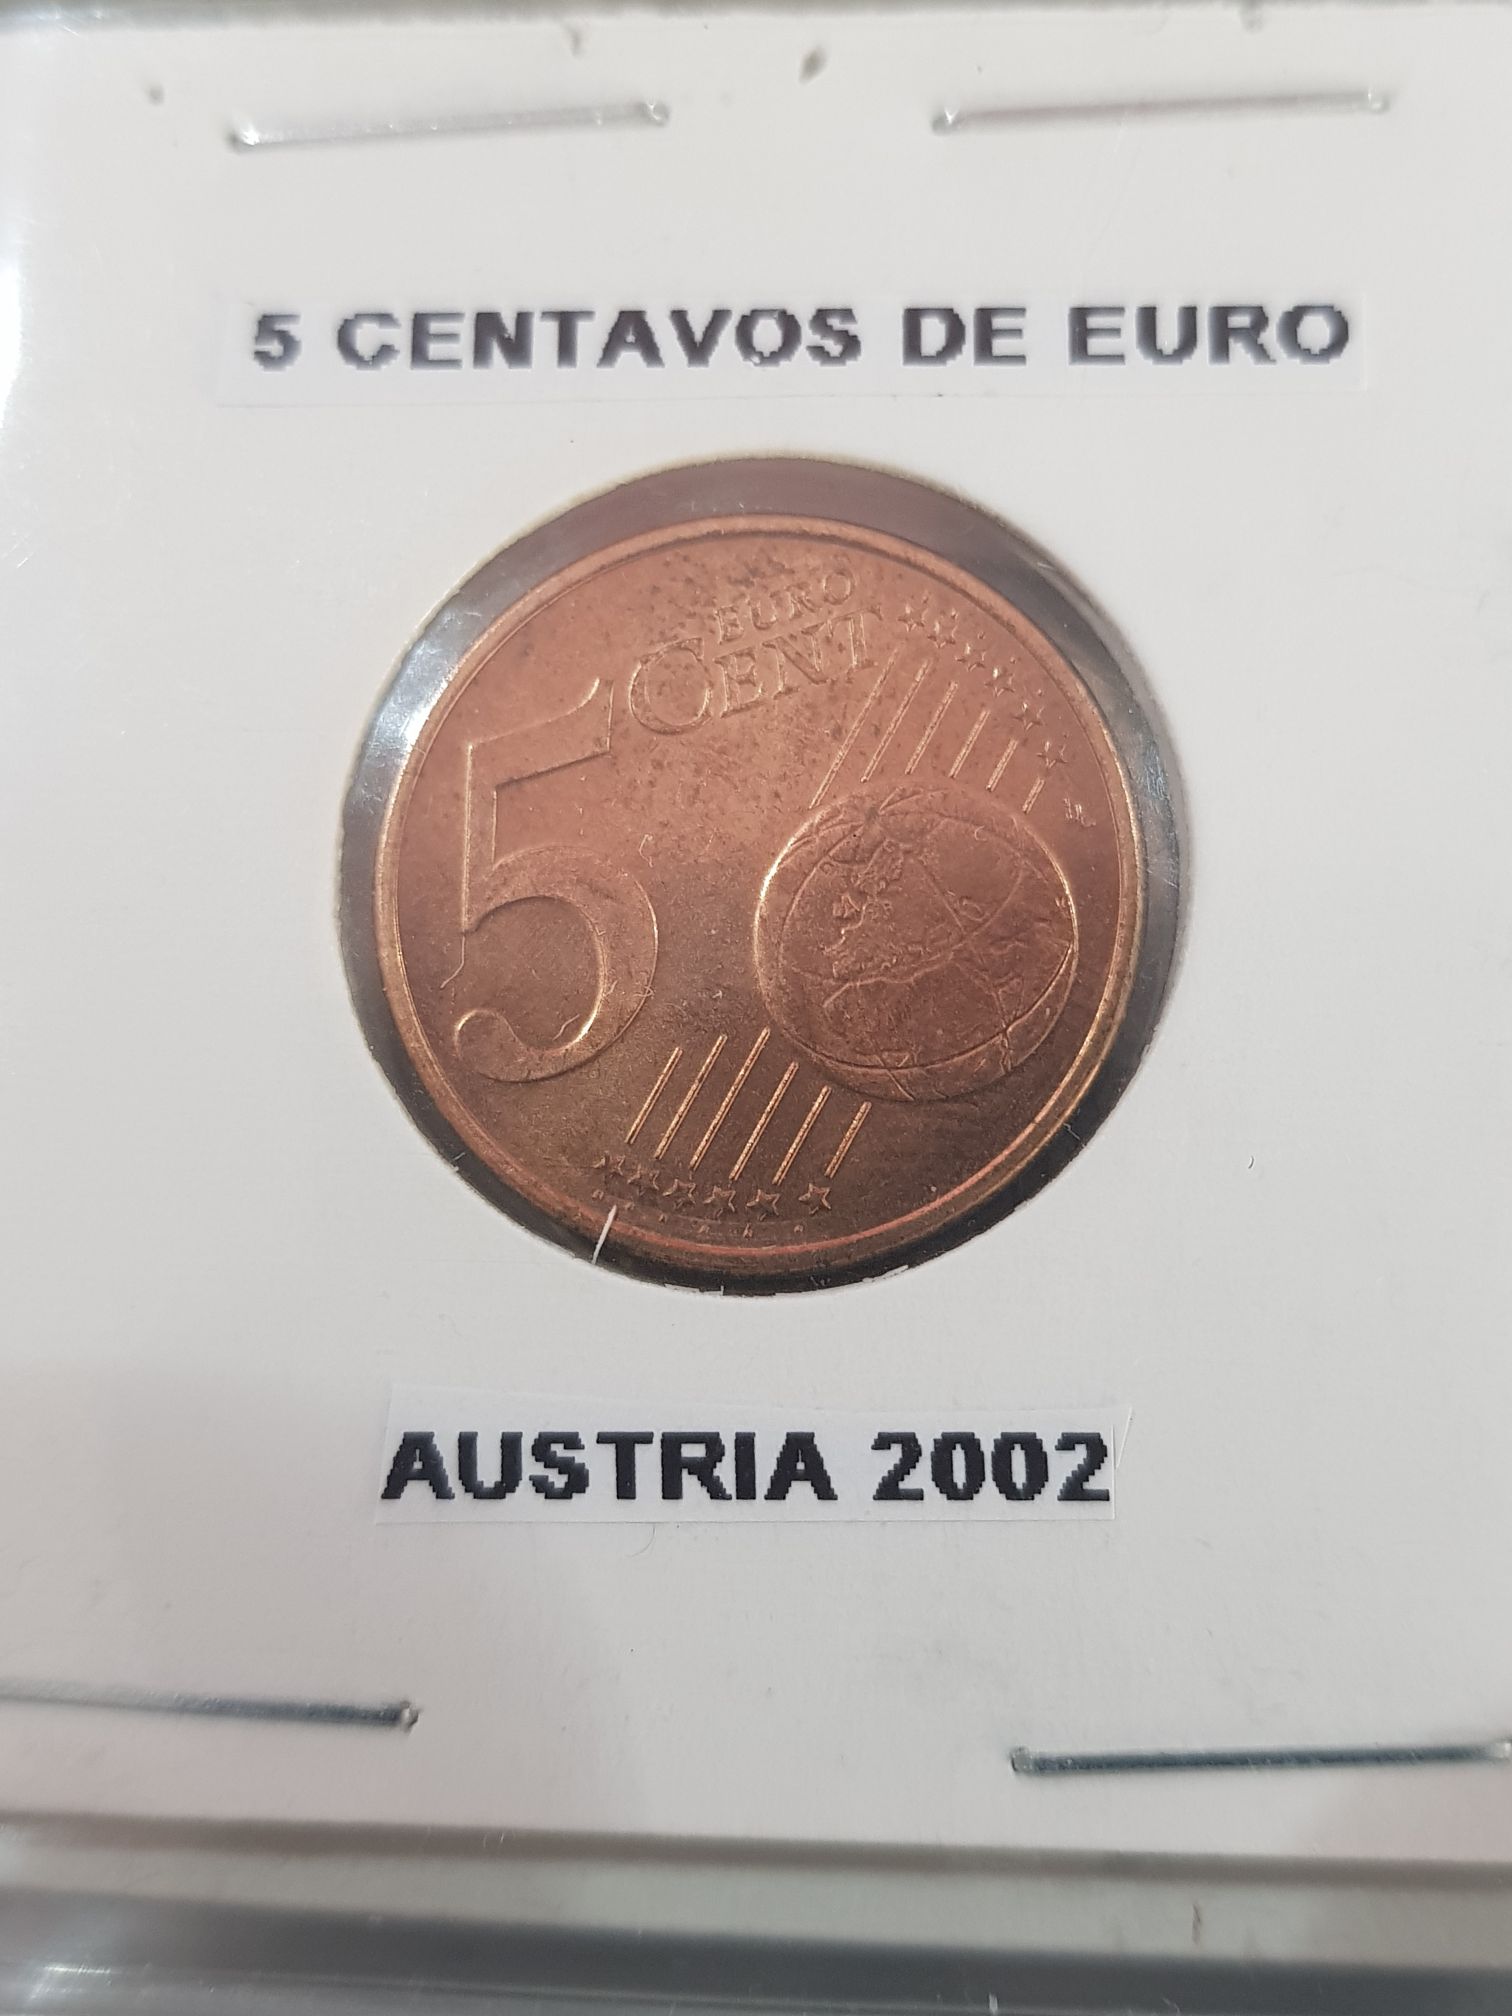 5 CENTAVOS DE EURO
EURO
5 CENT
AUSTRIA 2002